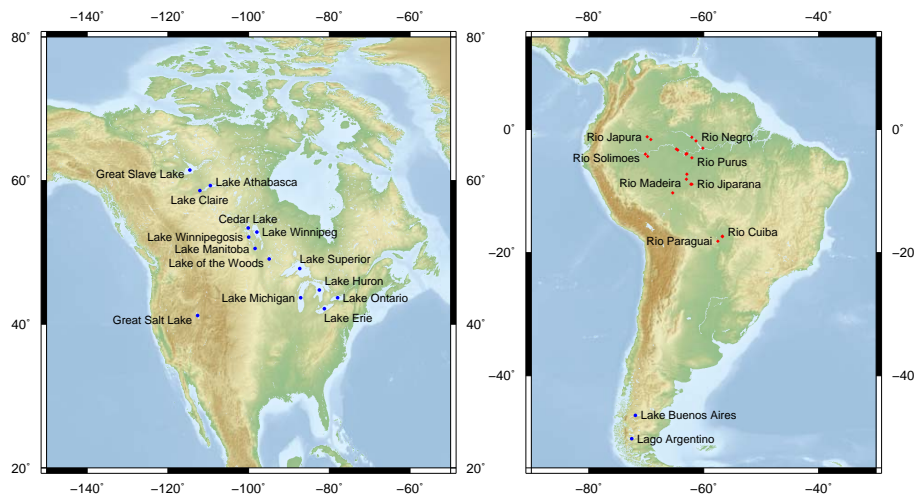 −140˚ −120˚ −100˚ −80˚ −60˚ −80˚ −60˚ −40˚
80˚ 80˚
Rio Japura Rio Negro
0˚ 0˚
Rio Solimoes Rio Purus
Great Slave Lake
60˚ 60˚
Lake Athabasca
Rio Madeira Rio Jiparana
Lake Claire
Cedar Lake
Lake Winnipeg
Lake Winnipegosis
Rio Cuiba
Rio Paraguai
Lake Manitoba
−20˚ −20˚
Lake of the Woods Lake Superior
Lake Huron
Lake Michigan Lake Ontario
Great Salt Lake Lake Erie
40˚ 40˚
−40˚ −40˚
Lake Buenos Aires
Lago Argentino
20˚ 20˚
−140˚ −120˚ −100˚ −80˚ −60˚ −80˚ −60˚ −40˚